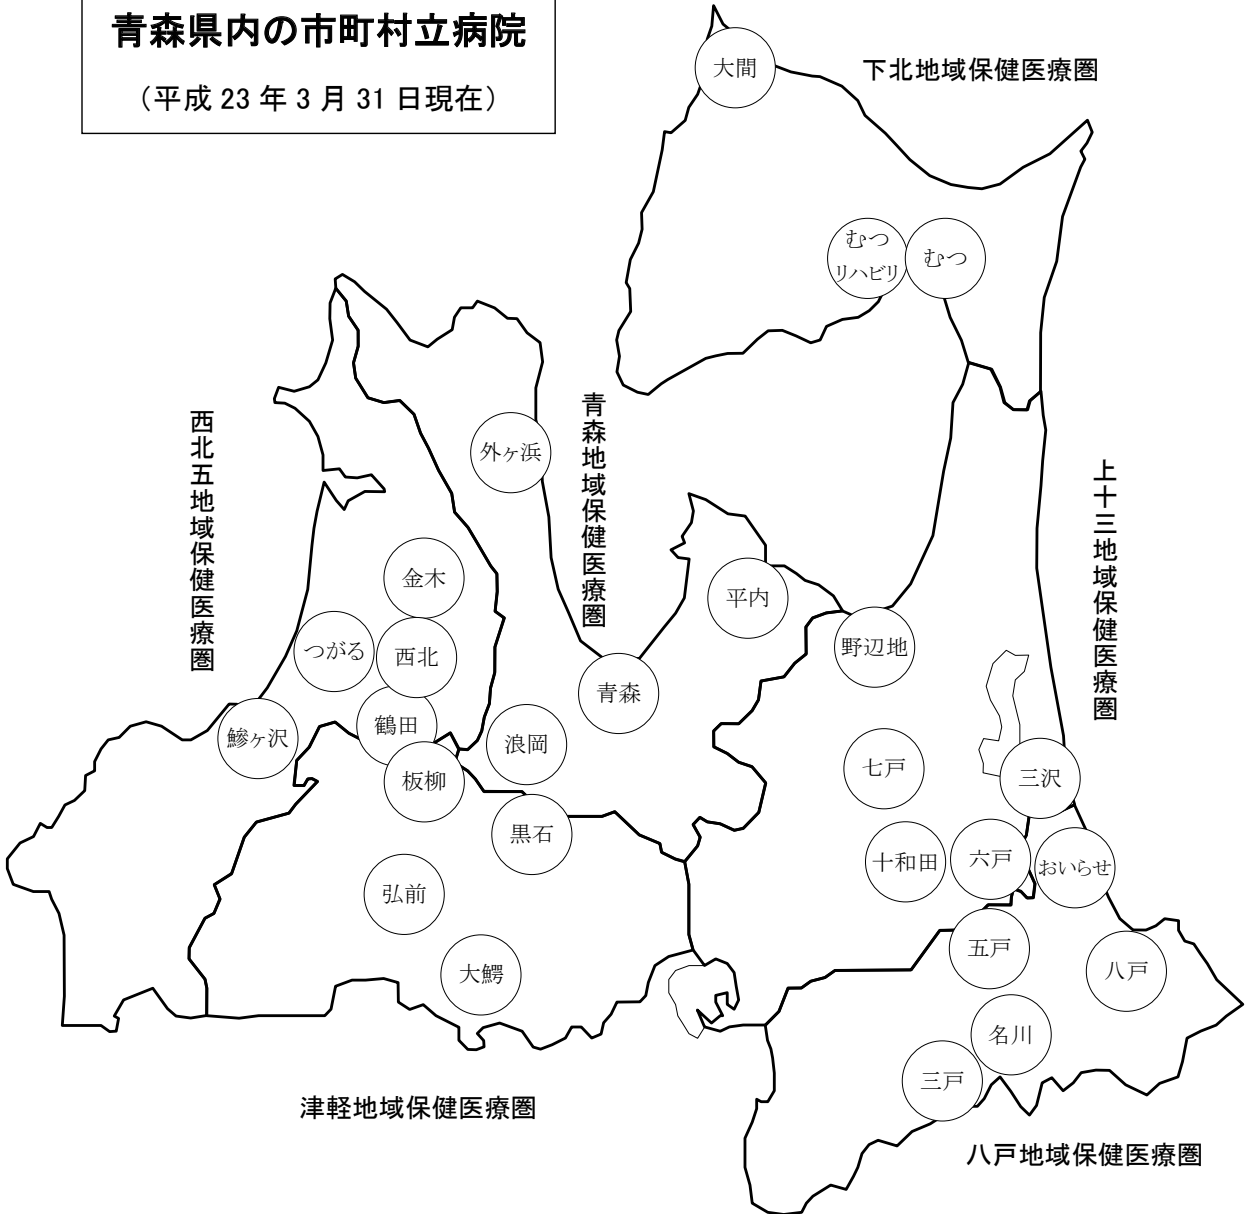 青森県内の市町村立病院
（平成 23 年 3 月 31 日現在）
大間
下北地域保健医療圏
むつ
リハビリ
むつ
西北五地域保健医療圏
青森地域保健医療圏
上十三地域保健医療圏
外ヶ浜
金木
平内
つがる
西北
野辺地
青森
鰺ヶ沢
鶴田
浪岡
板柳
七戸
三沢
黒石
十和田
六戸
おいらせ
弘前
五戸
大鰐
八戸
名川
三戸
津軽地域保健医療圏
八戸地域保健医療圏